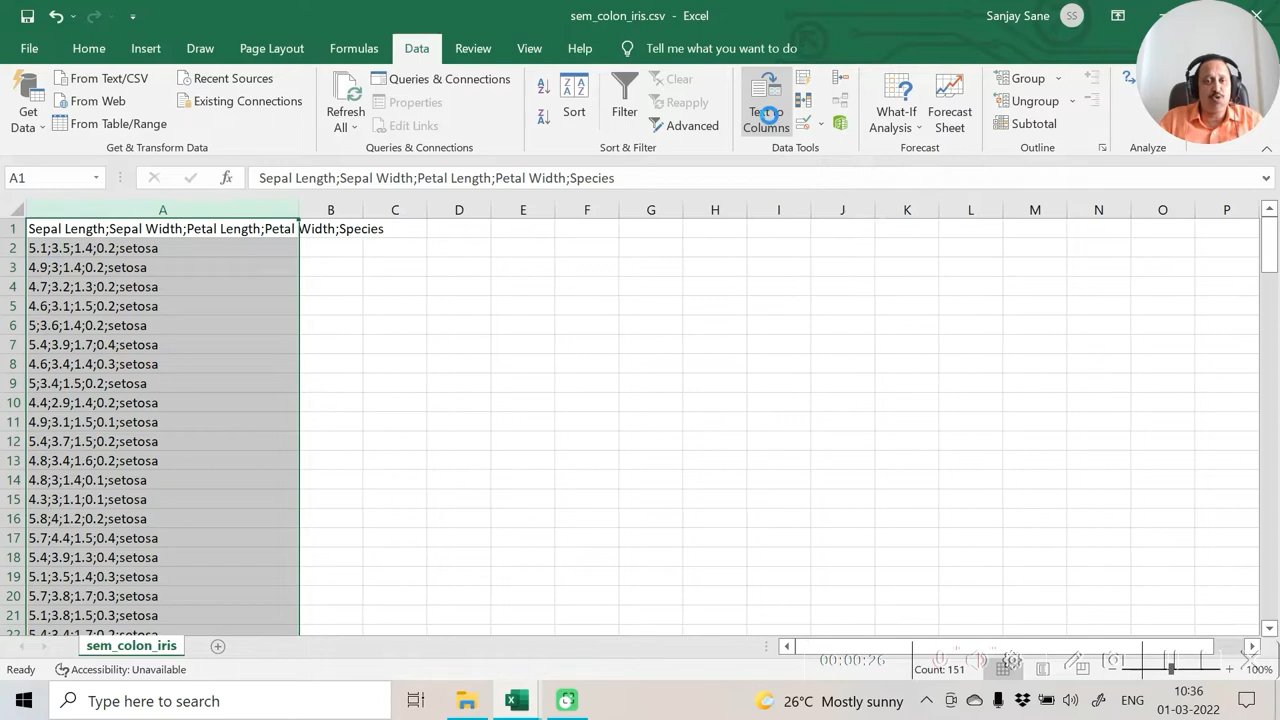 sem_colon_iris.csv - Excel
Sanjay Sane SS
File Home Insert Draw Page Layout Formulas Data Review View Help Tell me what you want to do
Get Data
From Text/CSV
From Web
From Table/Range
Recent Sources
Existing Connections
Get & Transform Data
Refresh All
Queries & Connections
Properties
Edit Links
Queries & Connections
Sort
Filter
Clear
Reapply
Advanced
Sort & Filter
Text to Columns
Data Tools
What-If Analysis
Forecast Sheet
Forecast
Group
Ungroup
Subtotal
Outline
Analyze
A1 fx Sepal Length;Sepal Width;Petal Length;Petal Width;Species
A B C D E F G H I J K L M N O P
1 Sepal Length;Sepal Width;Petal Length;Petal Width;Species
2 5.1;3.5;1.4;0.2;setosa
3 4.9;3;1.4;0.2;setosa
4 4.7;3.2;1.3;0.2;setosa
5 4.6;3.1;1.5;0.2;setosa
6 5;3.6;1.4;0.2;setosa
7 5.4;3.9;1.7;0.4;setosa
8 4.6;3.4;1.4;0.3;setosa
9 5;3.4;1.5;0.2;setosa
10 4.4;2.9;1.4;0.2;setosa
11 4.9;3.1;1.5;0.1;setosa
12 5.4;3.7;1.5;0.2;setosa
13 4.8;3.4;1.6;0.2;setosa
14 4.8;3;1.4;0.1;setosa
15 4.3;3;1.1;0.1;setosa
16 5.8;4;1.2;0.2;setosa
17 5.7;4.4;1.5;0.4;setosa
18 5.4;3.9;1.3;0.4;setosa
19 5.1;3.5;1.4;0.3;setosa
20 5.7;3.8;1.7;0.3;setosa
21 5.1;3.8;1.5;0.3;setosa
22 5.4;3.4;1.7;0.2;setosa
sem_colon_iris
Ready Accessibility: Unavailable 00:00:26 Count: 151 100%
Type here to search
26°C Mostly sunny
ENG
10:36
01-03-2022